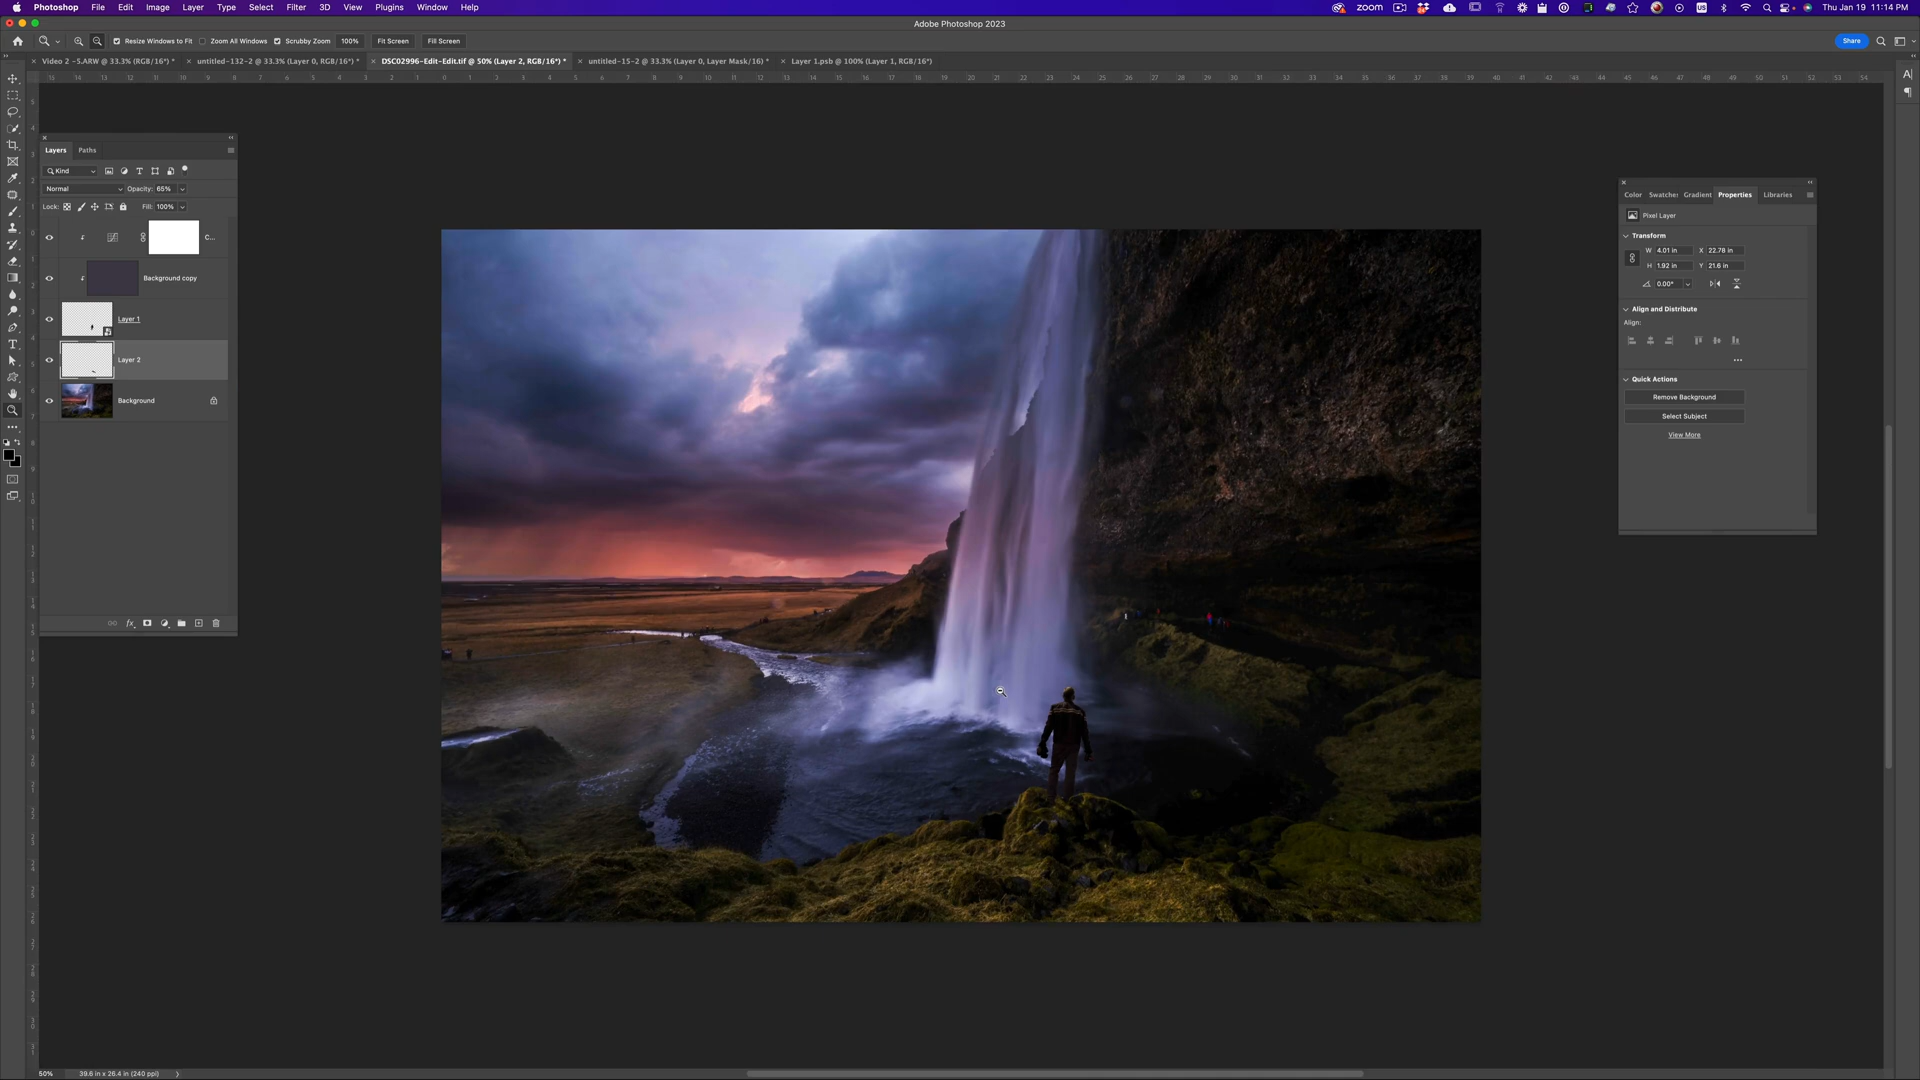 Photoshop File Edit Image Layer Type Select Filter 3D View Plugins Window Help zoom US Thu Jan 19 11:14 PM
Adobe Photoshop 2023
Resize Windows to Fit Zoom All Windows Scrubby Zoom 100% Fit Screen Fill Screen Share
Video 2 -5.ARW @ 33.3% (RGB/16*) * untitled-132-2 @ 33.3% (Layer 0, RGB/16*) * DSC02996-Edit-Edit.tif @ 50% (Layer 2, RGB/16*) * untitled-15-2 @ 33.3% (Layer 0, Layer Mask/16) * Layer 1.psb @ 100% (Layer 1, RGB/16*)
Layers Paths
Kind
Normal Opacity: 65%
Lock: Fill: 100%
C...
Background copy
Layer 1
Layer 2
Background
Color Swatches Gradient Properties Libraries
Pixel Layer
Transform
W 4.01 in X 22.78 in
H 1.92 in Y 21.6 in
0.00°
Align and Distribute
Align:
Quick Actions
Remove Background
Select Subject
View More
50% 39.6 in x 26.4 in (240 ppi)